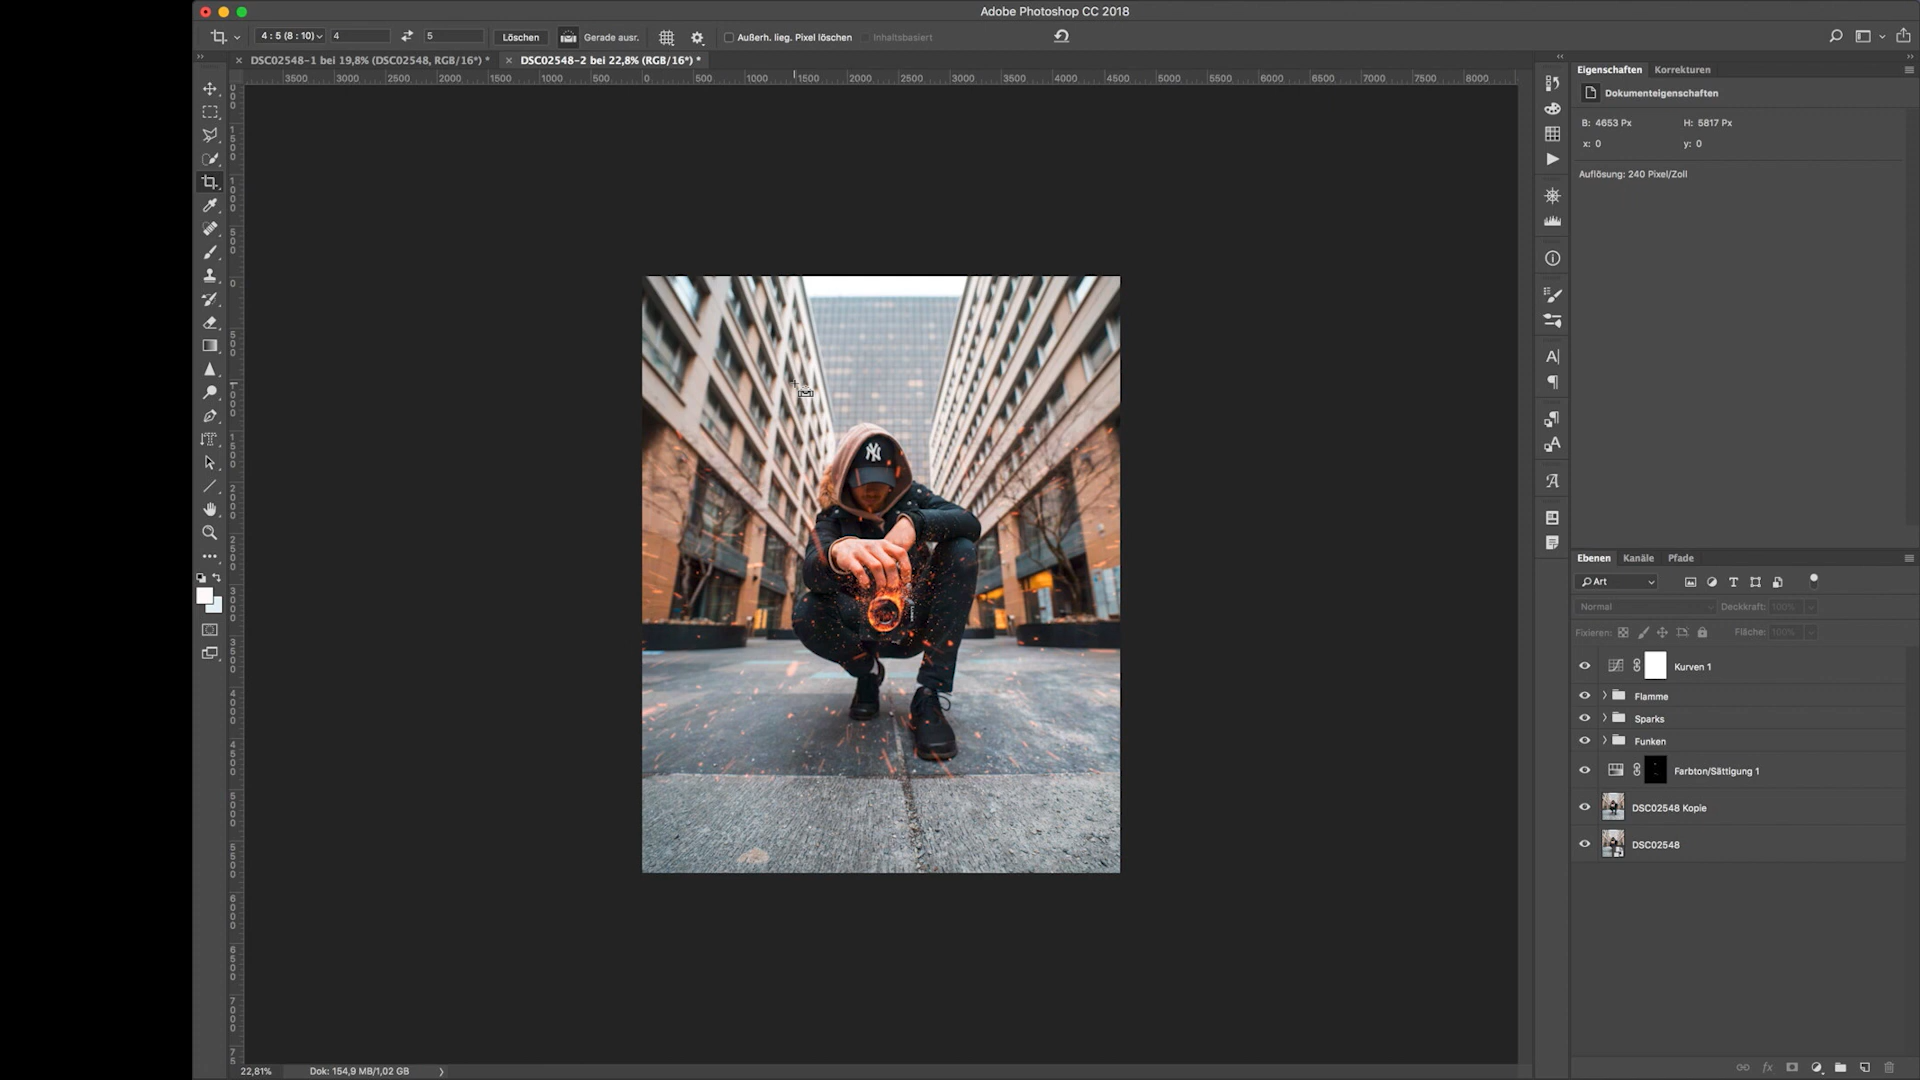 Adobe Photoshop CC 2018
4 : 5 (8 : 10) 4 5 Löschen Gerade ausr. Außerh. lieg. Pixel löschen Inhaltsbasiert
DSC02548-1 bei 19,8% (DSC02548, RGB/16*) * DSC02548-2 bei 22,8% (RGB/16*) *
3500 3000 2500 2000 1500 1000 500 0 500 1000 1500 2000 2500 3000 3500 4000 4500 5000 5500 6000 6500 7000 7500 8000
Eigenschaften Korrekturen
Dokumenteigenschaften
B: 4653 Px H: 5817 Px
x: 0 y: 0
Auflösung: 240 Pixel/Zoll
NY
Ebenen Kanäle Pfade
Art
Normal Deckkraft: 100%
Fixieren: Fläche: 100%
Kurven 1
Flamme
Sparks
Funken
Farbton/Sättigung 1
DSC02548 Kopie
DSC02548
22,81% Dok: 154,9 MB/1,02 GB